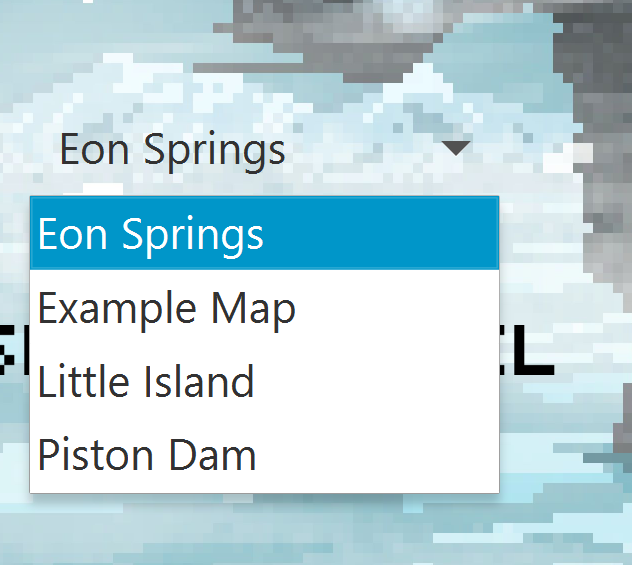 Eon Springs
Eon Springs
Example Map
Little Island
Piston Dam